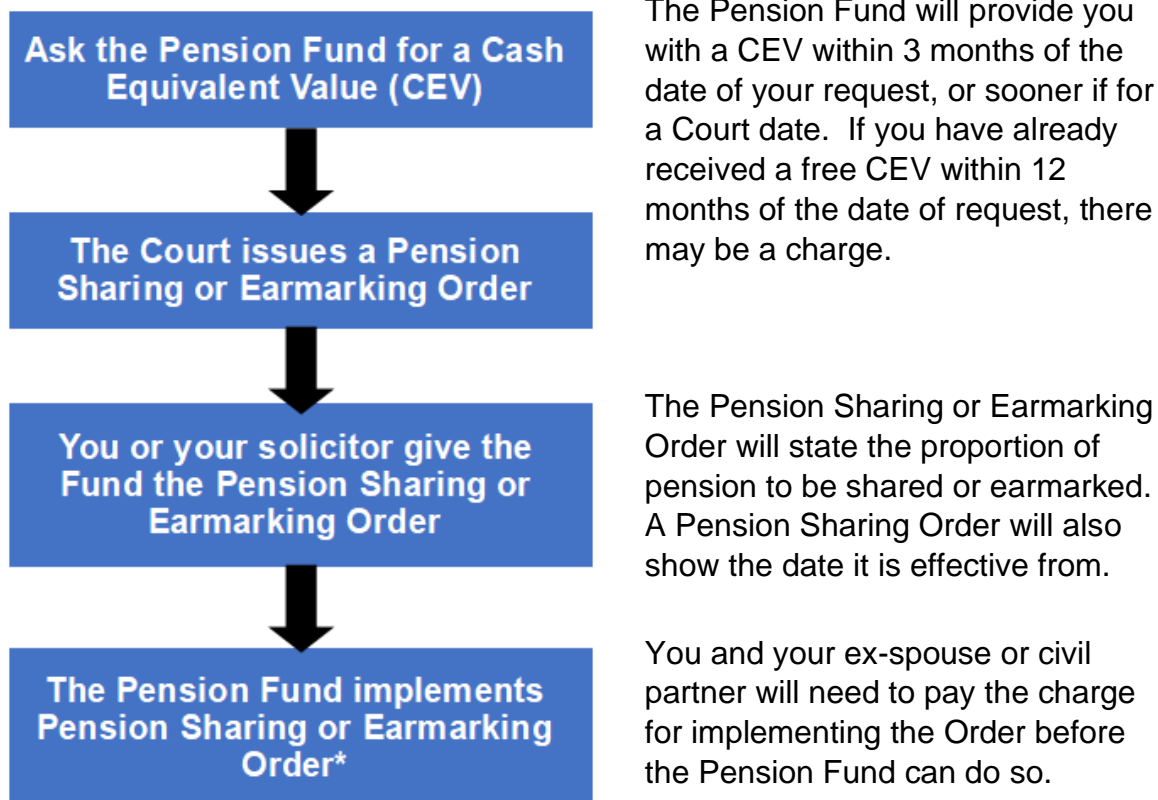 Ask the Pension Fund for a Cash
Equivalent Value (CEV)
The Pension Fund will provide you
with a CEV within 3 months of the
date of your request, or sooner if for
a Court date.  If you have already
received a free CEV within 12
months of the date of request, there
may be a charge.
The Court issues a Pension
Sharing or Earmarking Order
You or your solicitor give the
Fund the Pension Sharing or
Earmarking Order
The Pension Sharing or Earmarking
Order will state the proportion of
pension to be shared or earmarked.
A Pension Sharing Order will also
show the date it is effective from.
The Pension Fund implements
Pension Sharing or Earmarking
Order*
You and your ex-spouse or civil
partner will need to pay the charge
for implementing the Order before
the Pension Fund can do so.